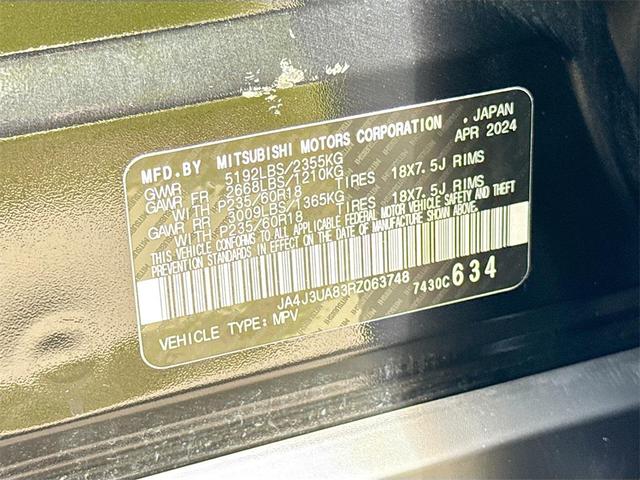 MFD.BY MITSUBISHI MOTORS CORPORATION , JAPAN
APR 2024
GVWR 5192LBS/2355KG
GAWR FR 2668LBS/1210KG
WITH P235/60R18 TIRES 18X7.5J RIMS
GAWR RR 3009LBS/1365KG
WITH P235/60R18 TIRES 18X7.5J RIMS
THIS VEHICLE CONFORMS TO ALL APPLICABLE FEDERAL MOTOR VEHICLE SAFETY AND THEFT
PREVENTION STANDARDS IN EFFECT ON THE DATE OF MANUFACTURE SHOWN ABOVE.
JA4J3UA83RZ063748 7430C 634
VEHICLE TYPE: MPV